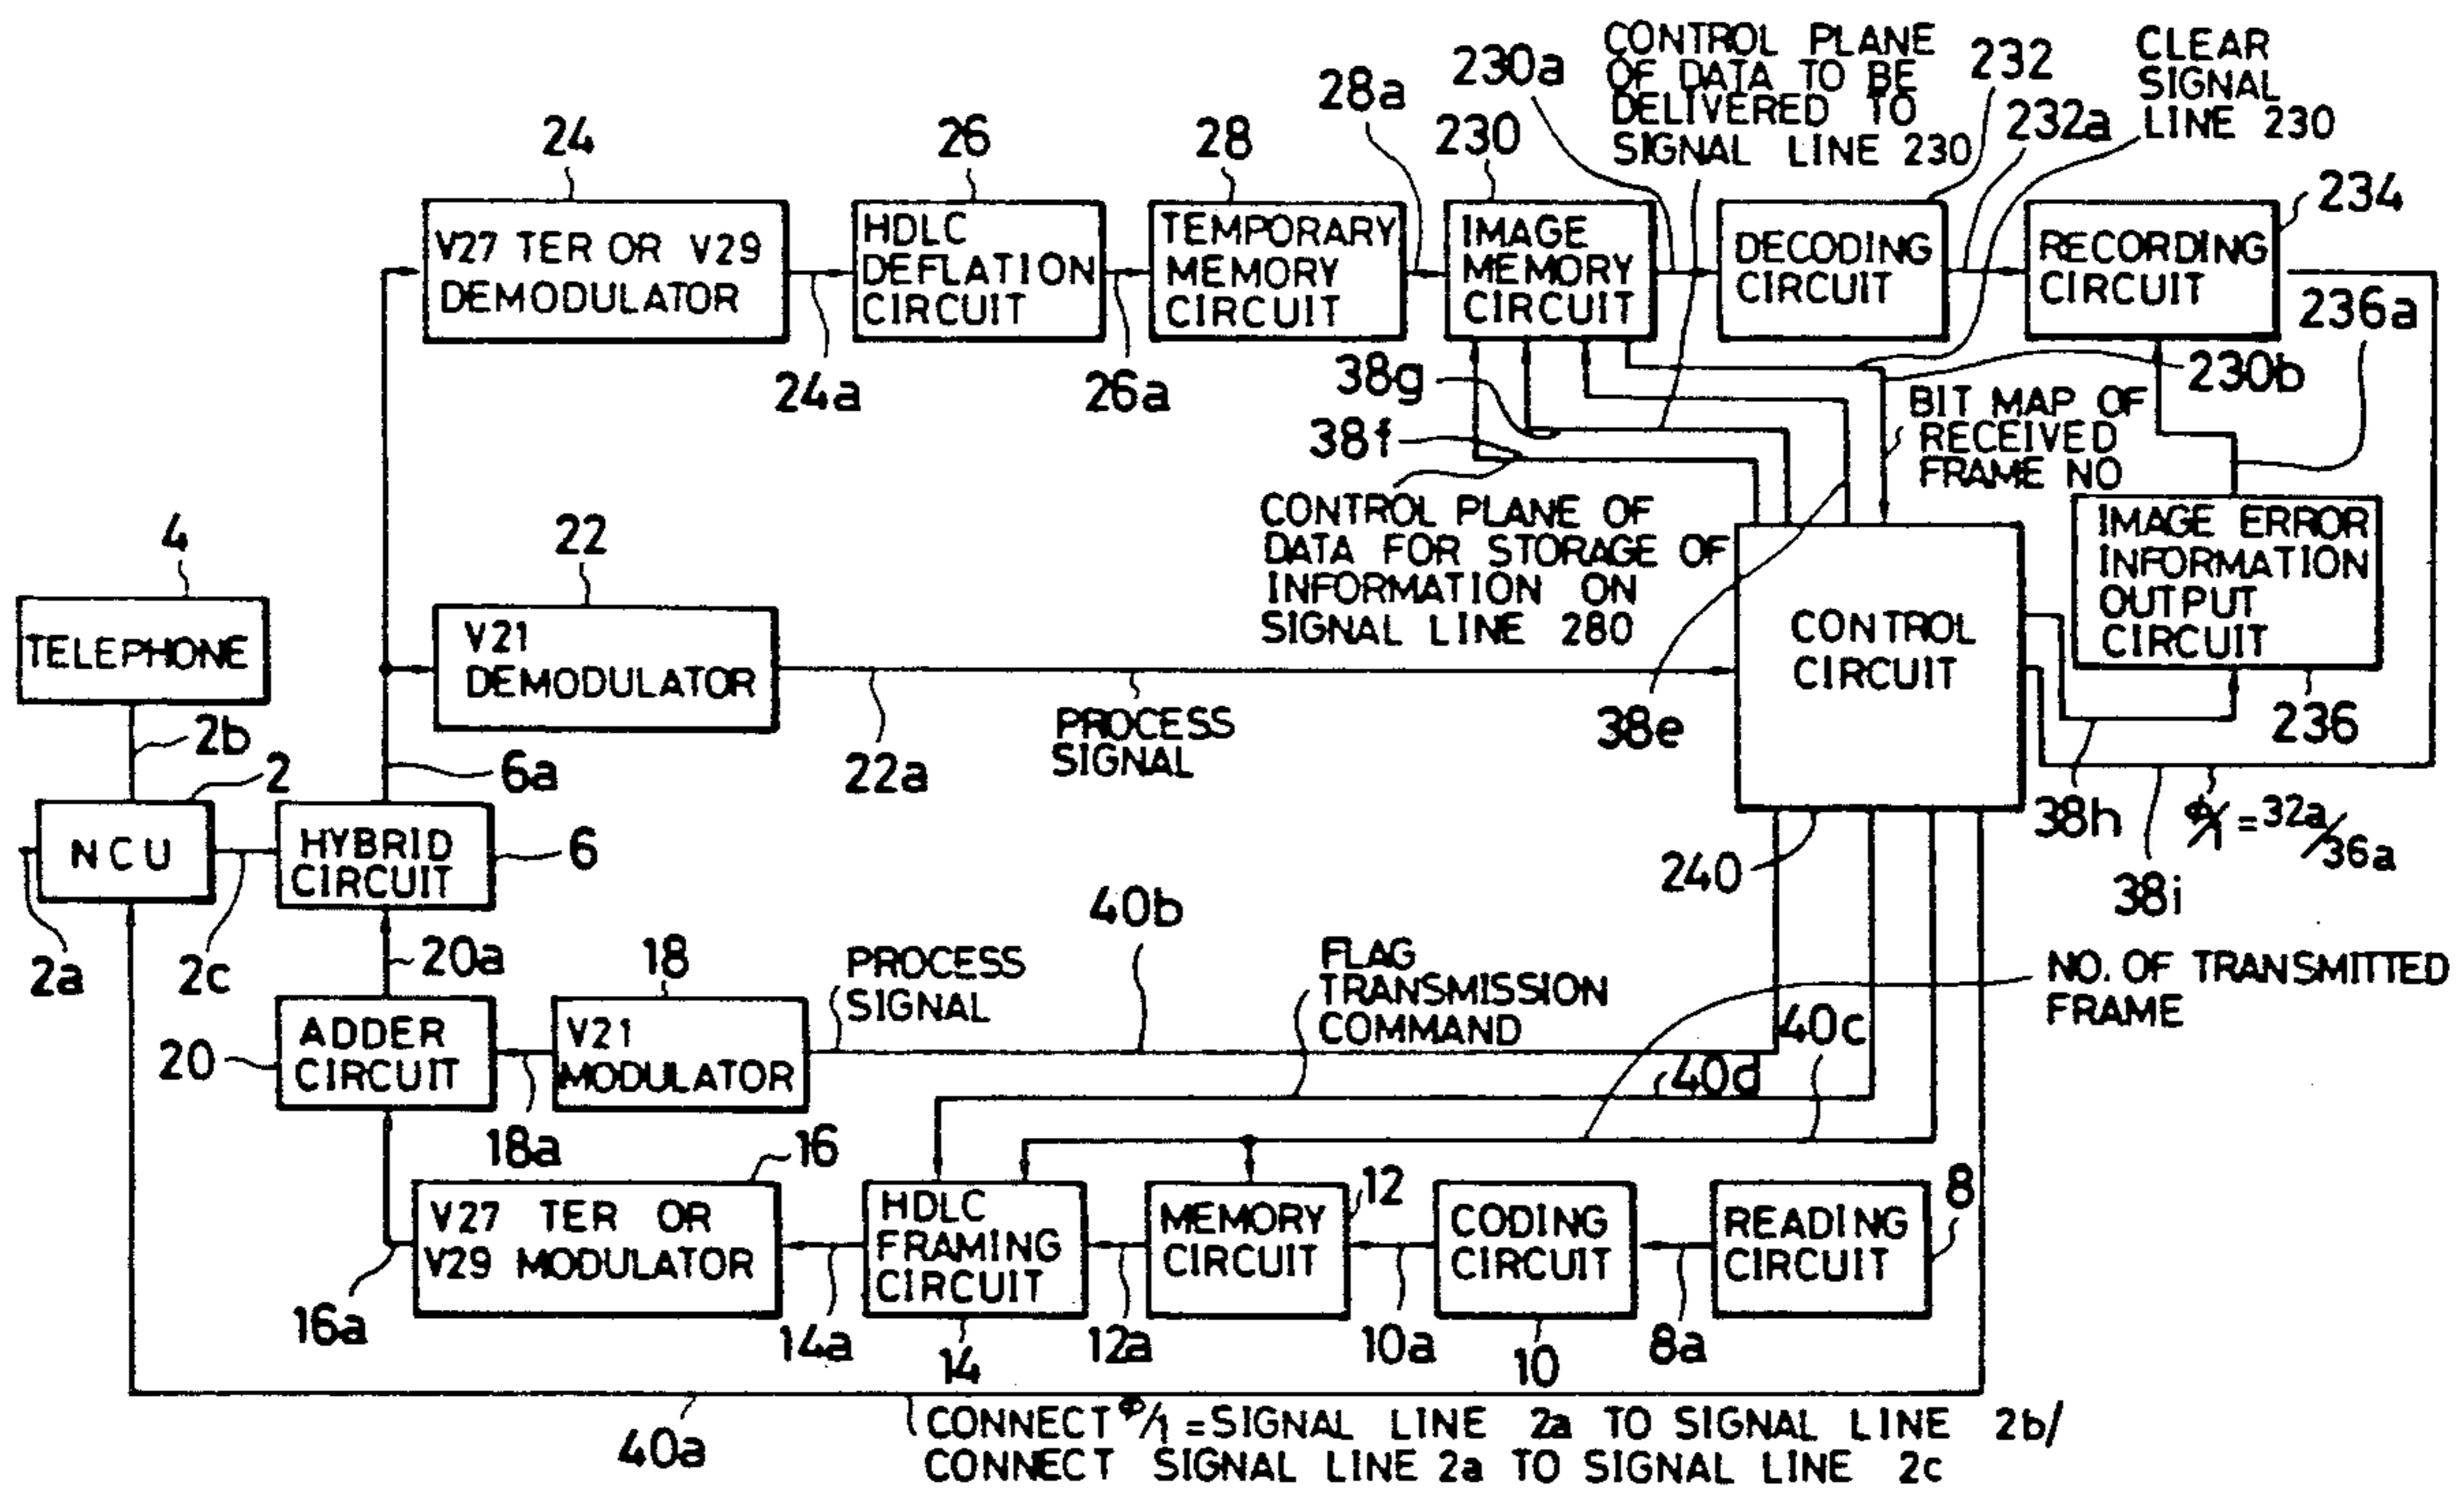 CONTROL PLANE
OF DATA TO BE
DELIVERED TO
SIGNAL LINE 230
CLEAR
SIGNAL
LINE 230
24
26
28
28a
230a
230
232
232a
234
V27 TER OR V29
DEMODULATOR
HDLC
DEFLATION
CIRCUIT
TEMPORARY
MEMORY
CIRCUIT
IMAGE
MEMORY
CIRCUIT
DECODING
CIRCUIT
RECORDING
CIRCUIT
236a
24a
26a
38g
38f
230b
BIT MAP OF
RECEIVED
FRAME NO
CONTROL PLANE OF
DATA FOR STORAGE OF
INFORMATION ON
SIGNAL LINE 280
IMAGE ERROR
INFORMATION
OUTPUT
CIRCUIT
4
22
TELEPHONE
V21
DEMODULATOR
CONTROL
CIRCUIT
2b
2
6a
22a
PROCESS
SIGNAL
38e
236
NCU
HYBRID
CIRCUIT
6
240
38h
Φ/1 = 32a/36a
38i
2a
2c
20a
18
PROCESS
SIGNAL
40b
FLAG
TRANSMISSION
COMMAND
NO. OF TRANSMITTED
FRAME
20
ADDER
CIRCUIT
V21
MODULATOR
40d
40c
18a
16
12
8
V27 TER OR
V29 MODULATOR
HDLC
FRAMING
CIRCUIT
MEMORY
CIRCUIT
CODING
CIRCUIT
READING
CIRCUIT
16a
14a
14
12a
10a
10
8a
40a
CONNECT Φ/1 = SIGNAL LINE 2a TO SIGNAL LINE 2b/
CONNECT SIGNAL LINE 2a TO SIGNAL LINE 2c